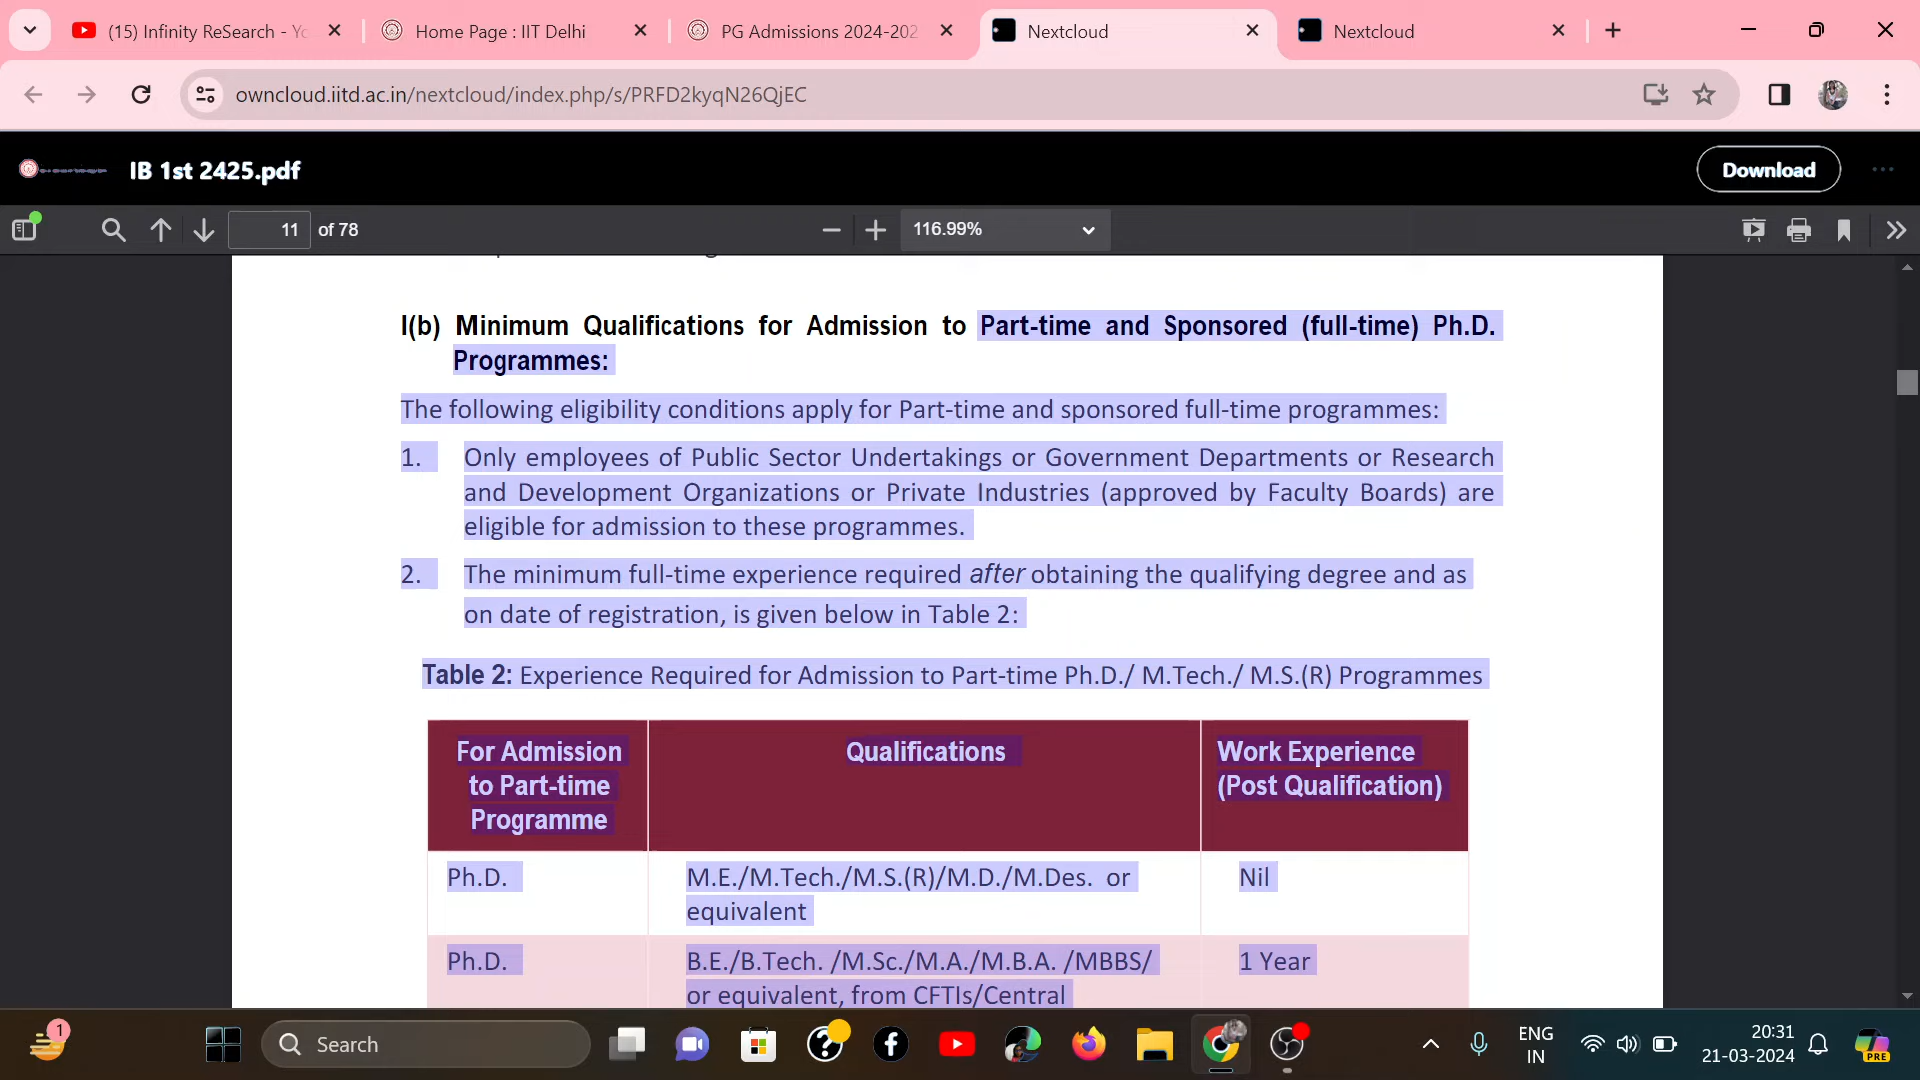 (15) Infinity ReSearch - Yo
Home Page : IIT Delhi
PG Admissions 2024-202
Nextcloud
Nextcloud
owncloud.iitd.ac.in/nextcloud/index.php/s/PRFD2kyqN26QjEC
IB 1st 2425.pdf
Download
11 of 78
116.99%
I(b) Minimum Qualifications for Admission to Part-time and Sponsored (full-time) Ph.D.
Programmes:
The following eligibility conditions apply for Part-time and sponsored full-time programmes:
1. Only employees of Public Sector Undertakings or Government Departments or Research
and Development Organizations or Private Industries (approved by Faculty Boards) are
eligible for admission to these programmes.
2. The minimum full-time experience required after obtaining the qualifying degree and as
on date of registration, is given below in Table 2:
Table 2: Experience Required for Admission to Part-time Ph.D./ M.Tech./ M.S.(R) Programmes
For Admission
to Part-time
Programme
Qualifications
Work Experience
(Post Qualification)
Ph.D.
M.E./M.Tech./M.S.(R)/M.D./M.Des. or
equivalent
Nil
Ph.D.
B.E./B.Tech. /M.Sc./M.A./M.B.A. /MBBS/
or equivalent, from CFTIs/Central
1 Year
1
Search
ENG
IN
20:31
21-03-2024
PRE